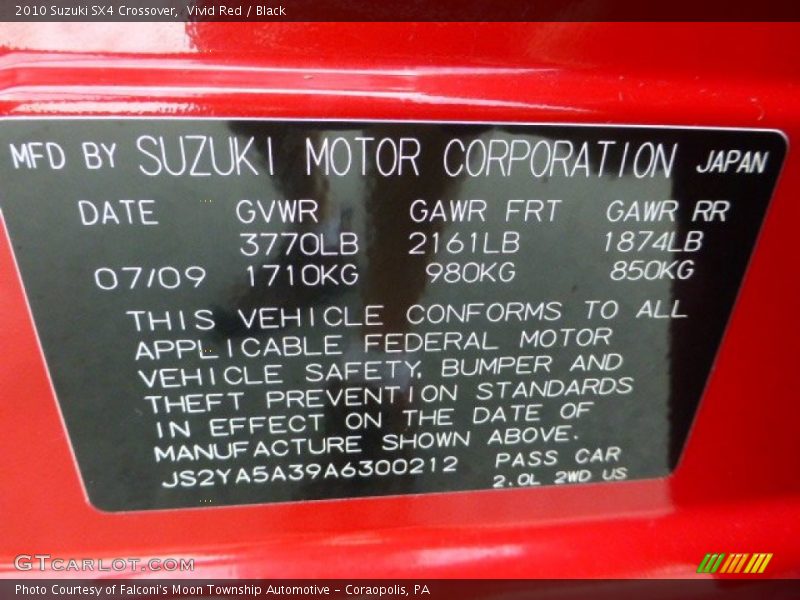 2010 Suzuki SX4 Crossover,  Vivid Red / Black
MFD BY SUZUKI MOTOR CORPORATION JAPAN
DATE GVWR GAWR FRT GAWR RR
3770LB 2161LB 1874LB
07/09 1710KG 980KG 850KG
THIS VEHICLE CONFORMS TO ALL
APPLICABLE FEDERAL MOTOR
VEHICLE SAFETY, BUMPER AND
THEFT PREVENTION STANDARDS
IN EFFECT ON THE DATE OF
MANUFACTURE SHOWN ABOVE.
JS2YA5A39A6300212 PASS CAR
2.0L 2WD US
GTCARLOT.COM
Photo Courtesy of Falconi's Moon Township Automotive - Coraopolis, PA